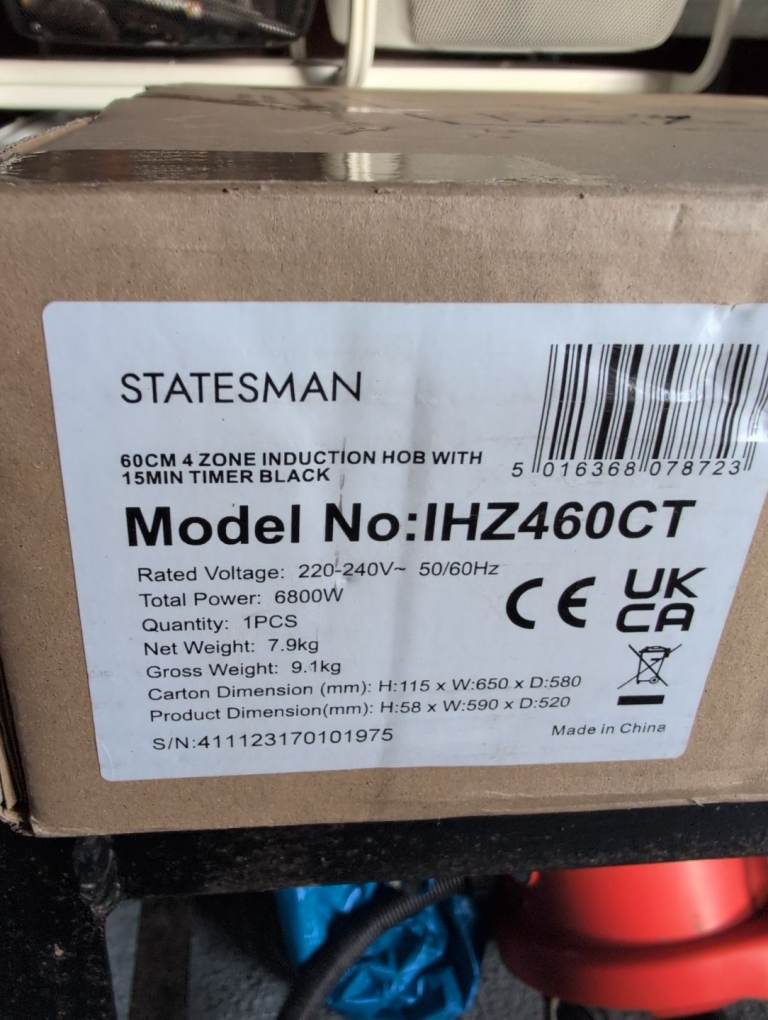 STATESMAN
60CM 4 ZONE INDUCTION HOB WITH
15MIN TIMER BLACK
5 016368 078723
Model No:IHZ460CT
Rated Voltage: 220-240V~ 50/60Hz
Total Power: 6800W
Quantity: 1PCS
Net Weight: 7.9kg
Gross Weight: 9.1kg
Carton Dimension (mm): H:115 x W:650 x D:580
Product Dimension(mm): H:58 x W:590 x D:520
S/N:411123170101975
CE
UK
CA
Made in China